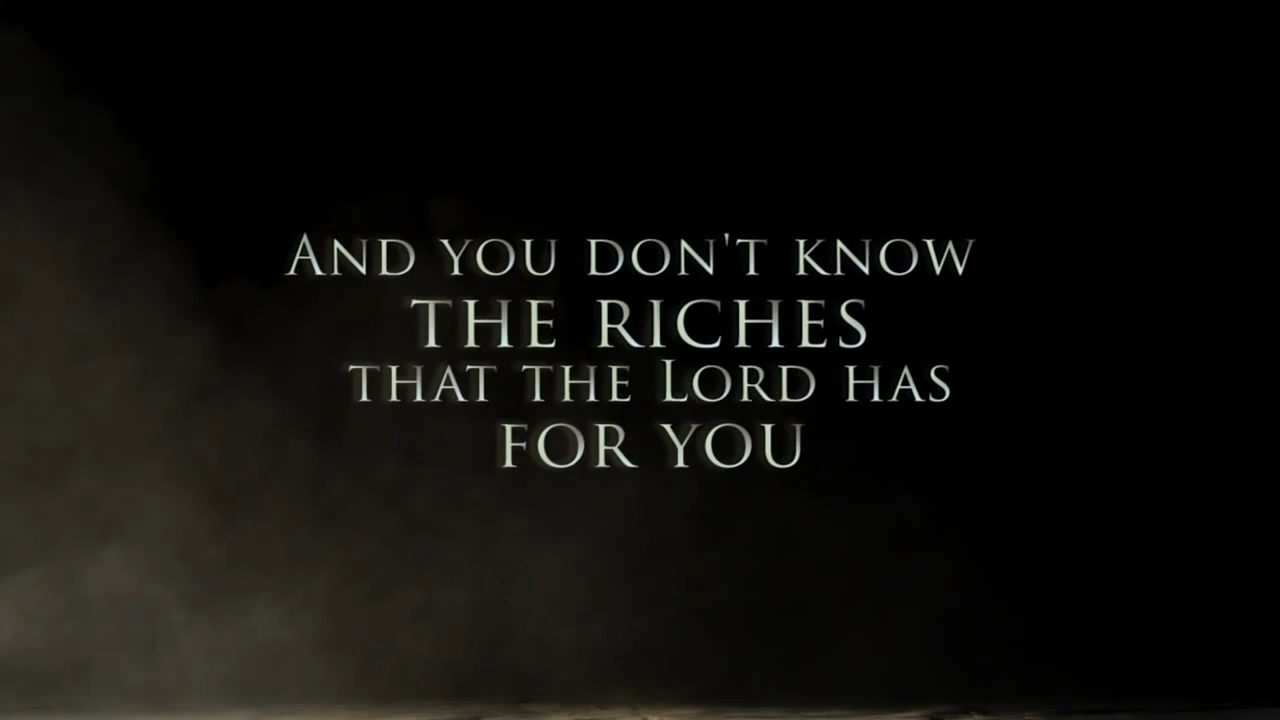 AND YOU DON'T KNOW
THE RICHES
THAT THE LORD HAS
FOR YOU